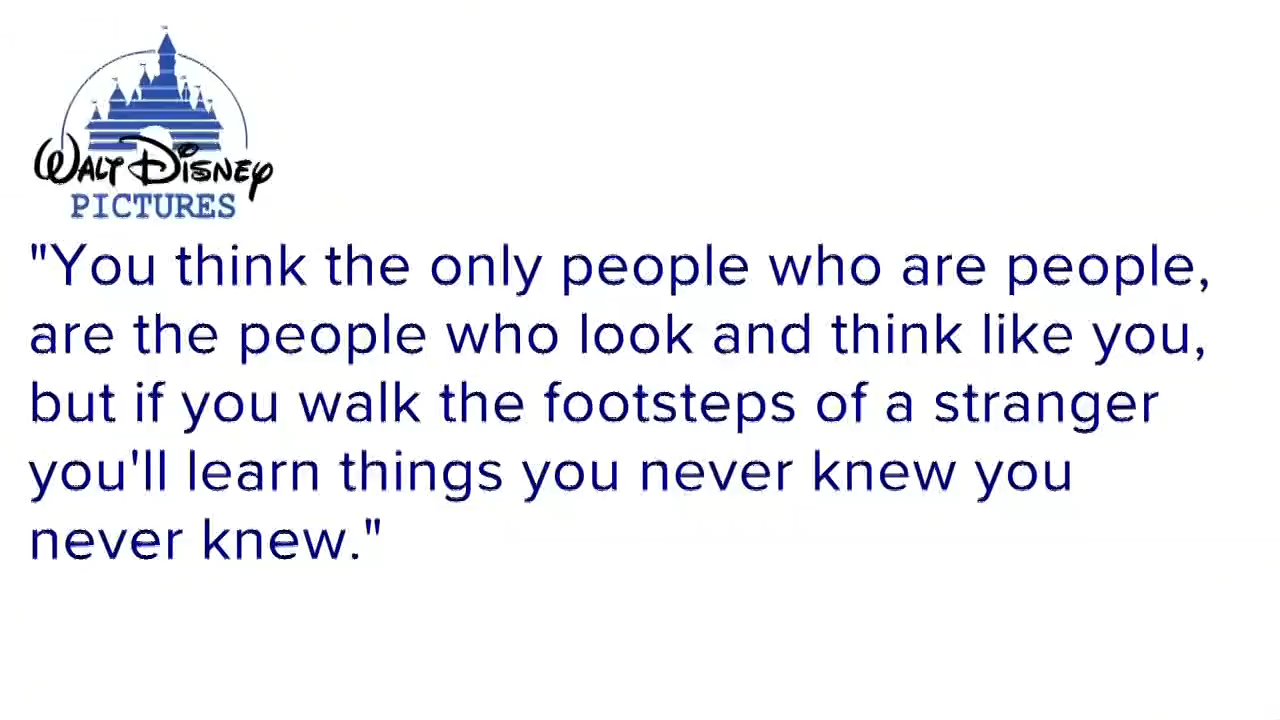 WALT DISNEY
PICTURES
"You think the only people who are people,
are the people who look and think like you,
but if you walk the footsteps of a stranger
you'll learn things you never knew you
never knew."